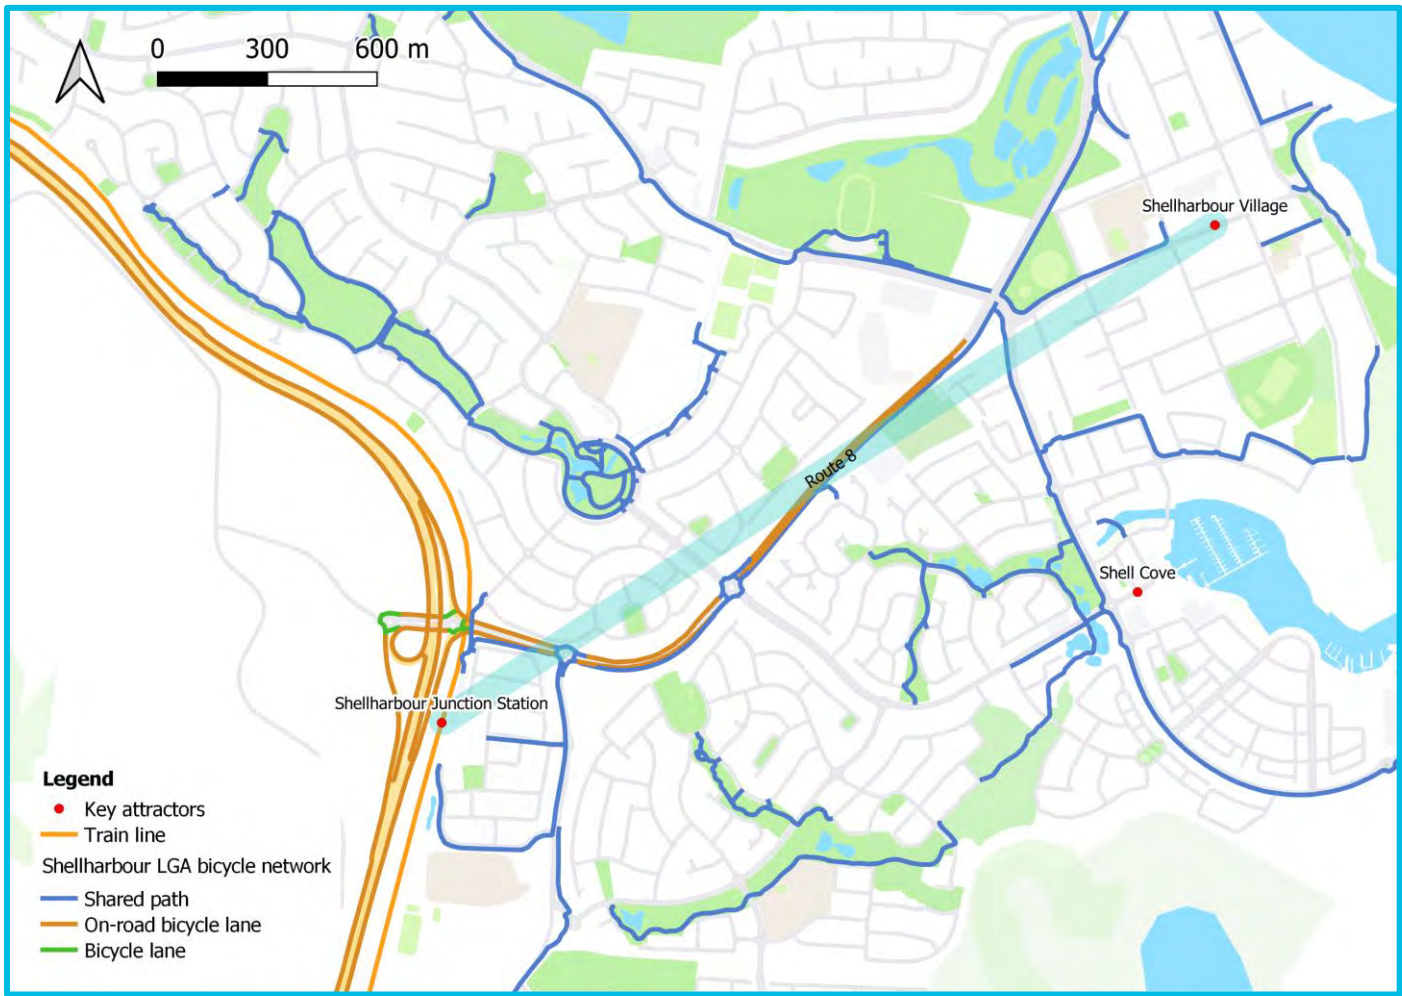 0 300 600 m
Shellharbour Village
Route 8
Shell Cove
Shellharbour Junction Station
Legend
Key attractors
Train line
Shellharbour LGA bicycle network
Shared path
On-road bicycle lane
Bicycle lane